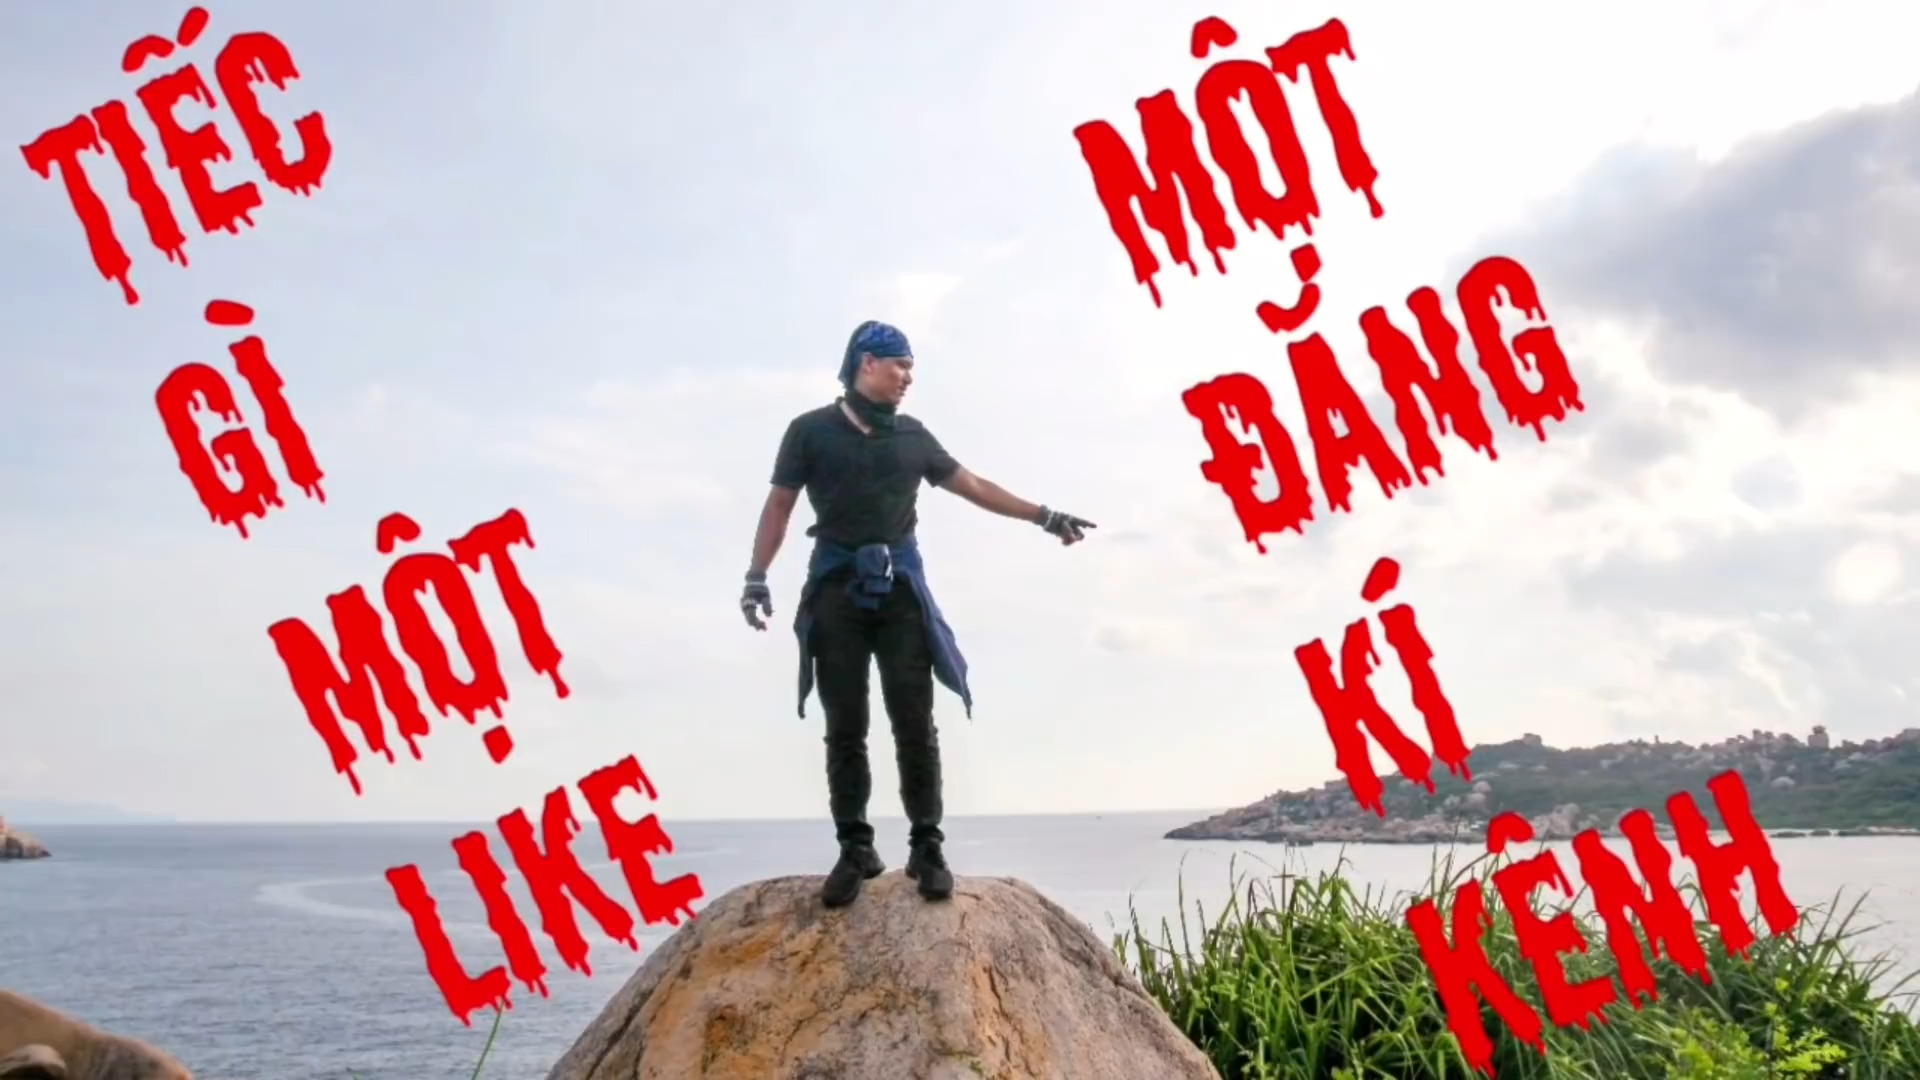 TIẾC
GÌ
MỘT
LIKE
MỘT
ĐĂNG
KÍ
KÊNH